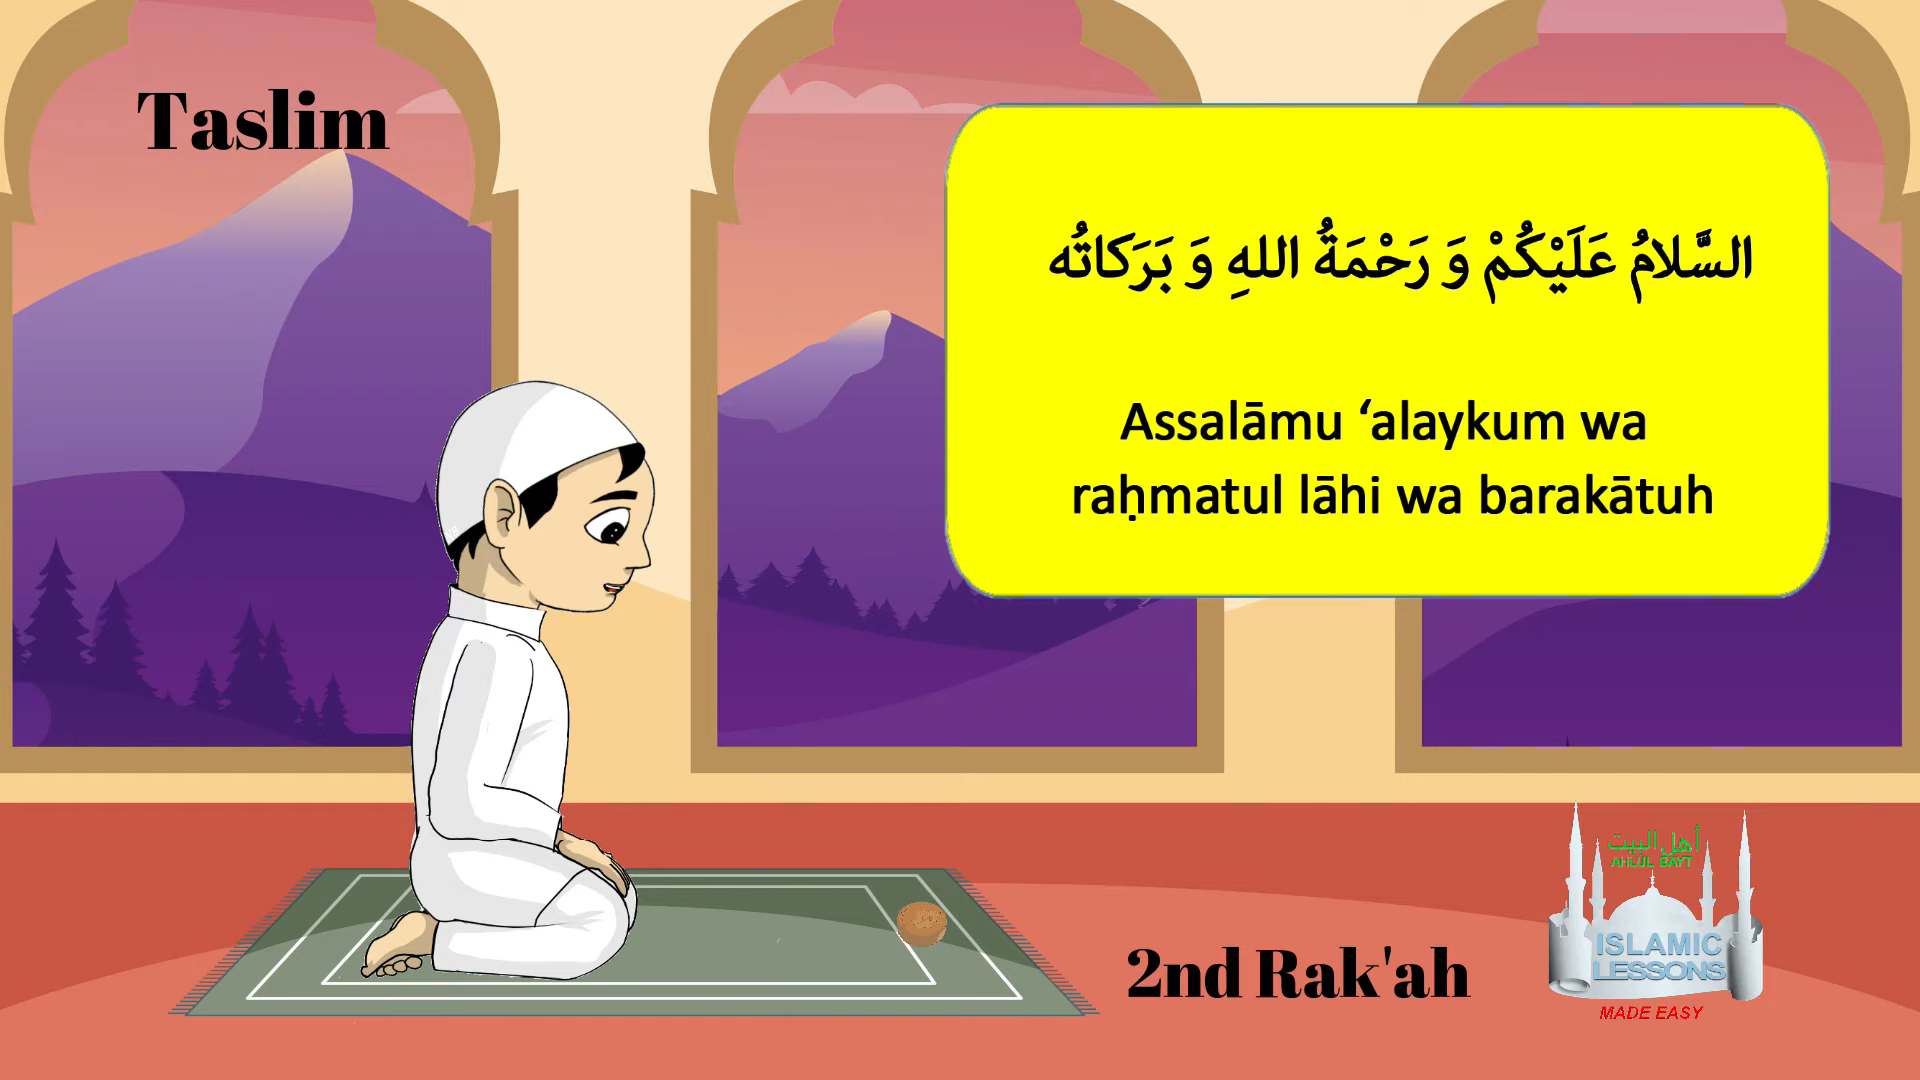 Taslim
السَّلامُ عَلَيْكُمْ وَ رَحْمَةُ اللهِ وَ بَرَكاتُه
Assalāmu ‘alaykum wa
raḥmatul lāhi wa barakātuh
2nd Rak'ah
أهل البيت
AHLUL BAYT
ISLAMIC
LESSONS
MADE EASY